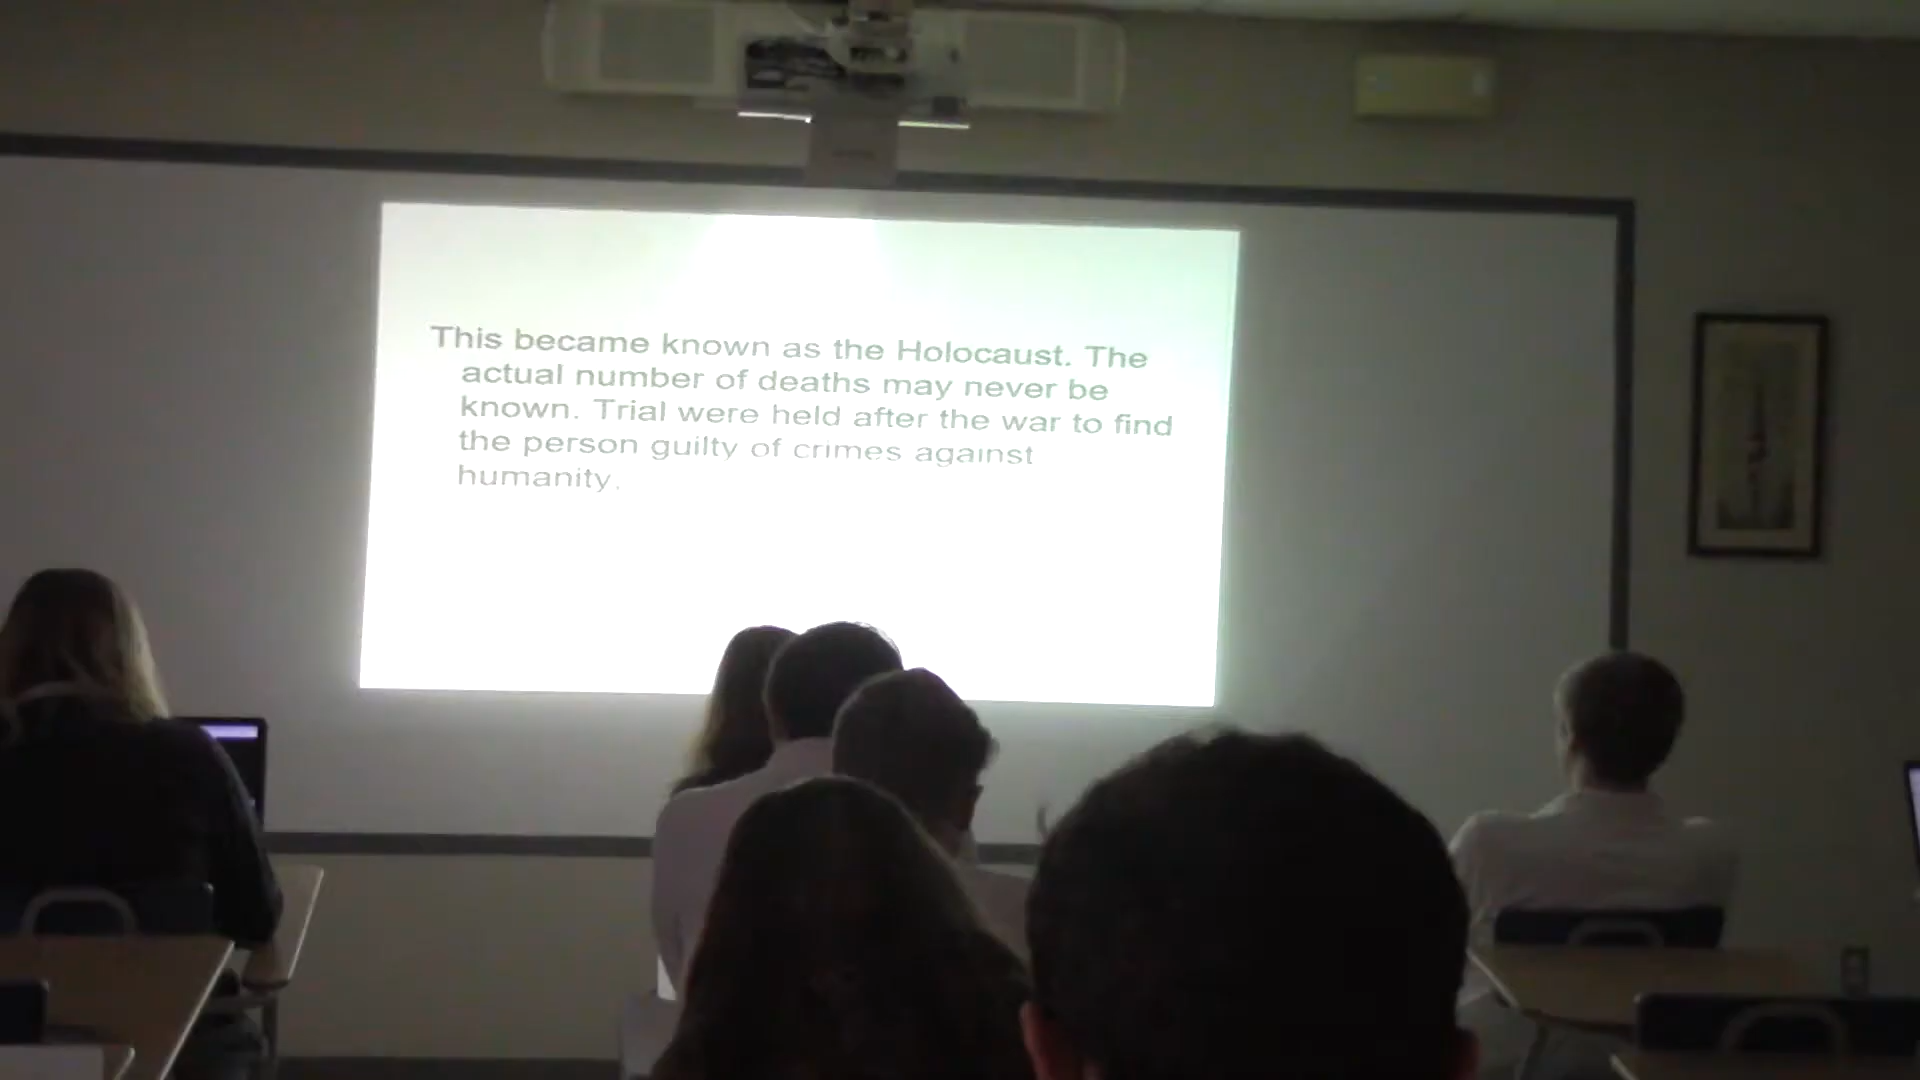 This became known as the Holocaust. The
actual number of deaths may never be
known. Trial were held after the war to find
the person guilty of crimes against
humanity.